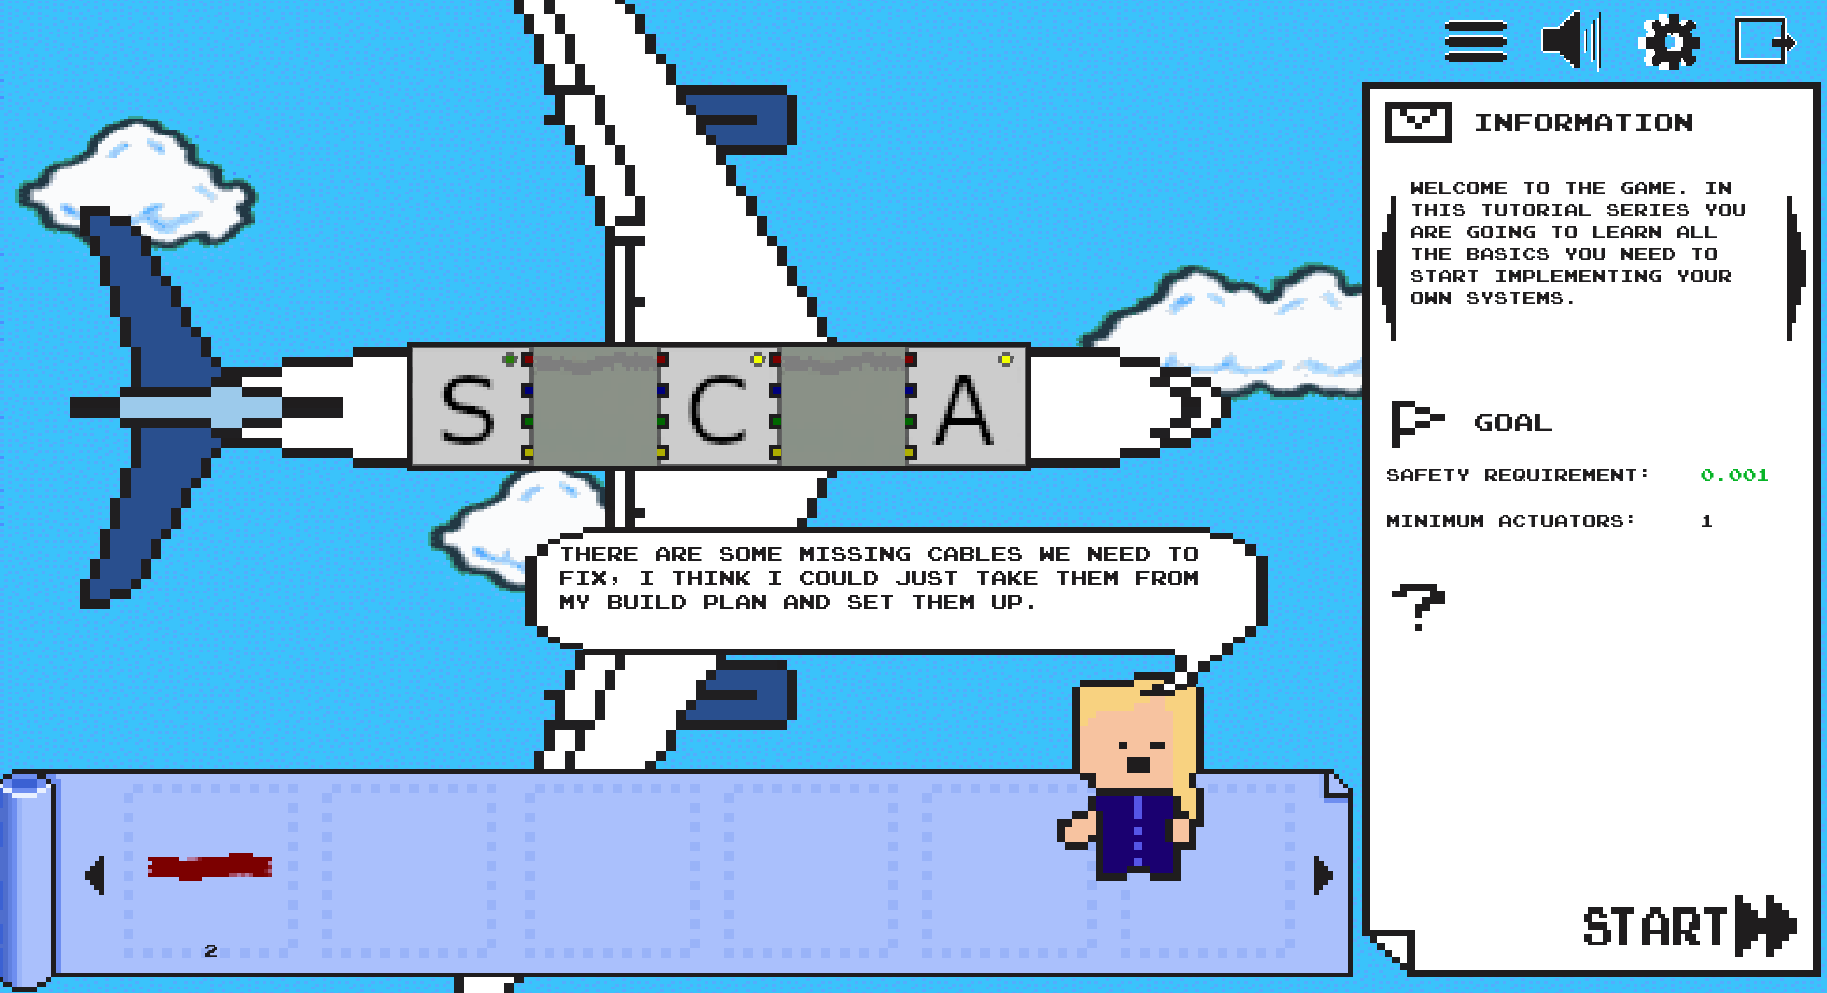 INFORMATION
WELCOME TO THE GAME. IN
THIS TUTORIAL SERIES YOU
ARE GOING TO LEARN ALL
THE BASICS YOU NEED TO
START IMPLEMENTING YOUR
OWN SYSTEMS.
S C A
GOAL
SAFETY REQUIREMENT: 0.001
MINIMUM ACTUATORS: 1
?
THERE ARE SOME MISSING CABLES WE NEED TO
FIX, I THINK I COULD JUST TAKE THEM FROM
MY BUILD PLAN AND SET THEM UP.
2
START